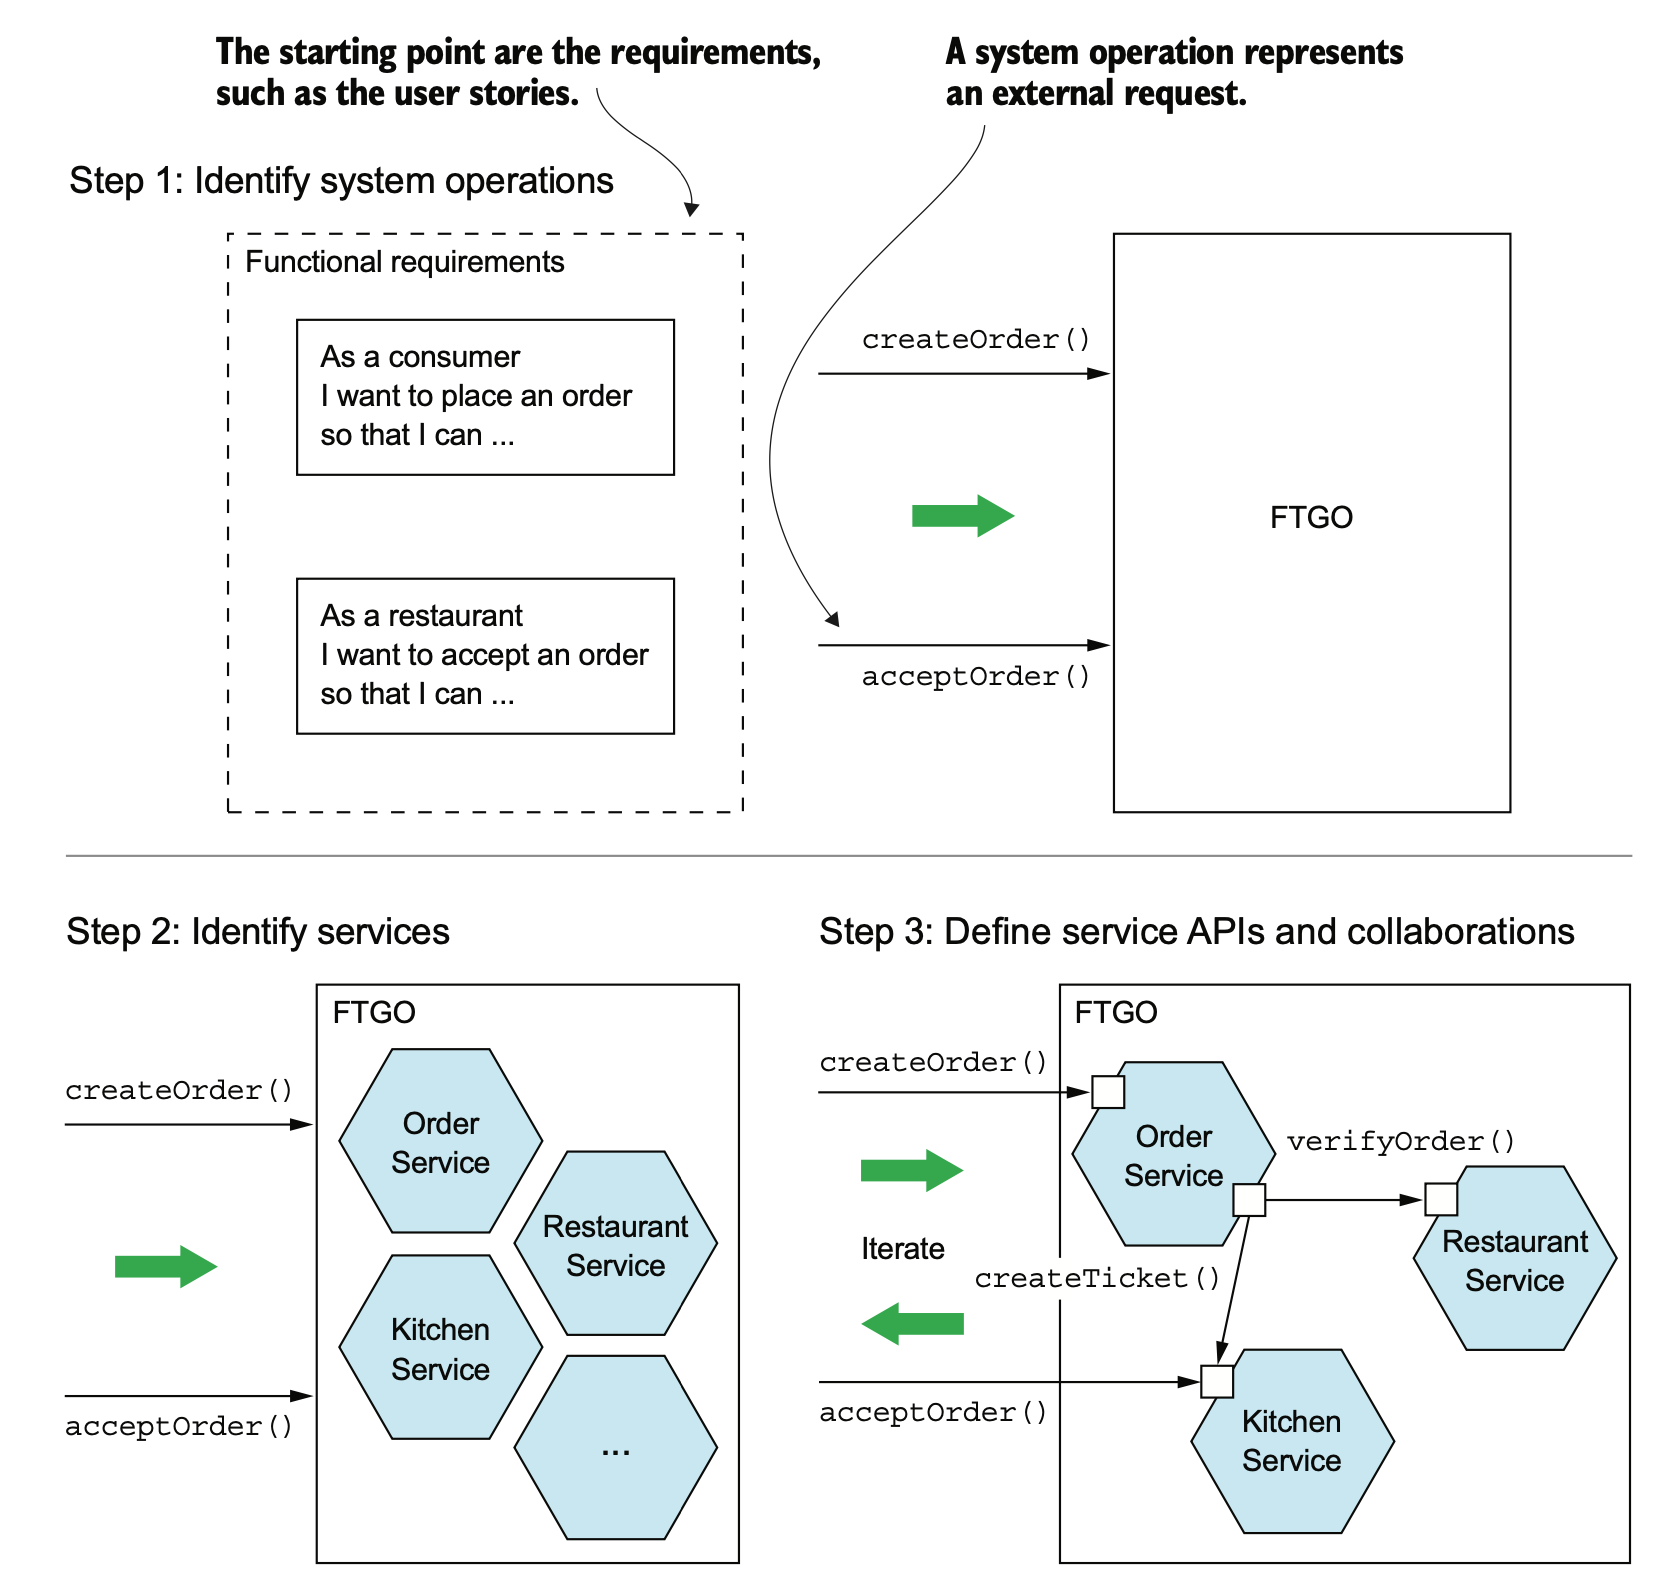 The starting point are the requirements,
such as the user stories.
A system operation represents
an external request.
Step 1: Identify system operations
Functional requirements
As a consumer
I want to place an order
so that I can ...
As a restaurant
I want to accept an order
so that I can ...
createOrder()
acceptOrder()
FTGO
Step 2: Identify services
createOrder()
acceptOrder()
FTGO
Order
Service
Restaurant
Service
Kitchen
Service
...
Step 3: Define service APIs and collaborations
FTGO
createOrder()
Order
Service
verifyOrder()
Restaurant
Service
Iterate
createTicket()
acceptOrder()
Kitchen
Service